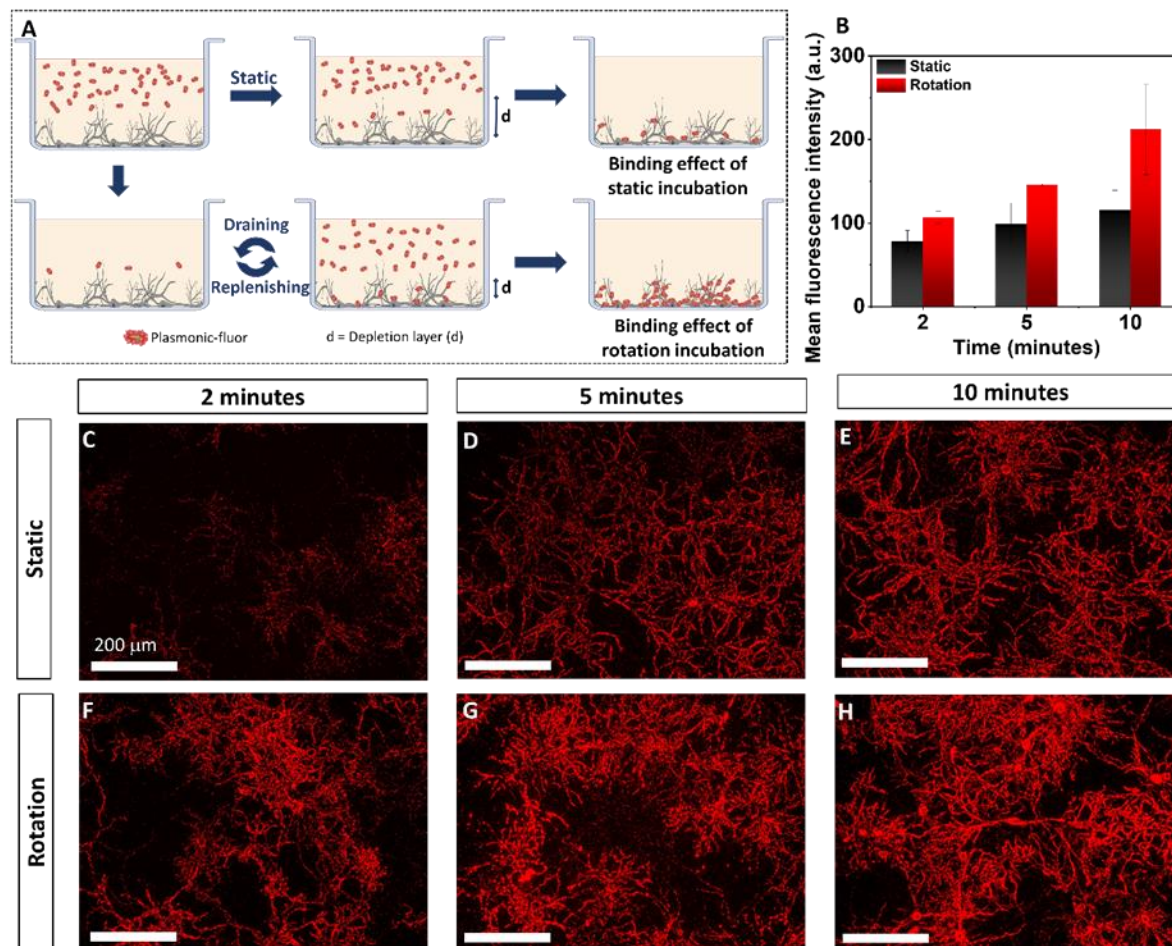 A
Static
d
Binding effect of
static incubation
Draining
Replenishing
d
Plasmonic-fluor
d = Depletion layer (d)
Binding effect of
rotation incubation
B
Mean fluorescence intensity (a.u.)
300
200
100
0
Static
Rotation
2
5
10
Time (minutes)
2 minutes
5 minutes
10 minutes
Static
C
200 μm
D
E
Rotation
F
G
H